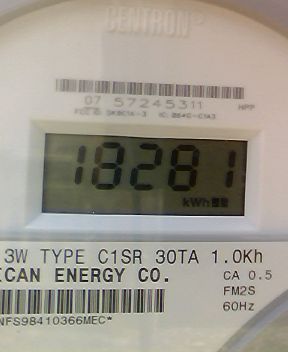 CENTRON®
07 57245311
HPP
18281
kWh
3W TYPE C1SR 30TA 1.0Kh
ICAN ENERGY CO.
CA 0.5
FM2S
60Hz
NFS98410366MEC*